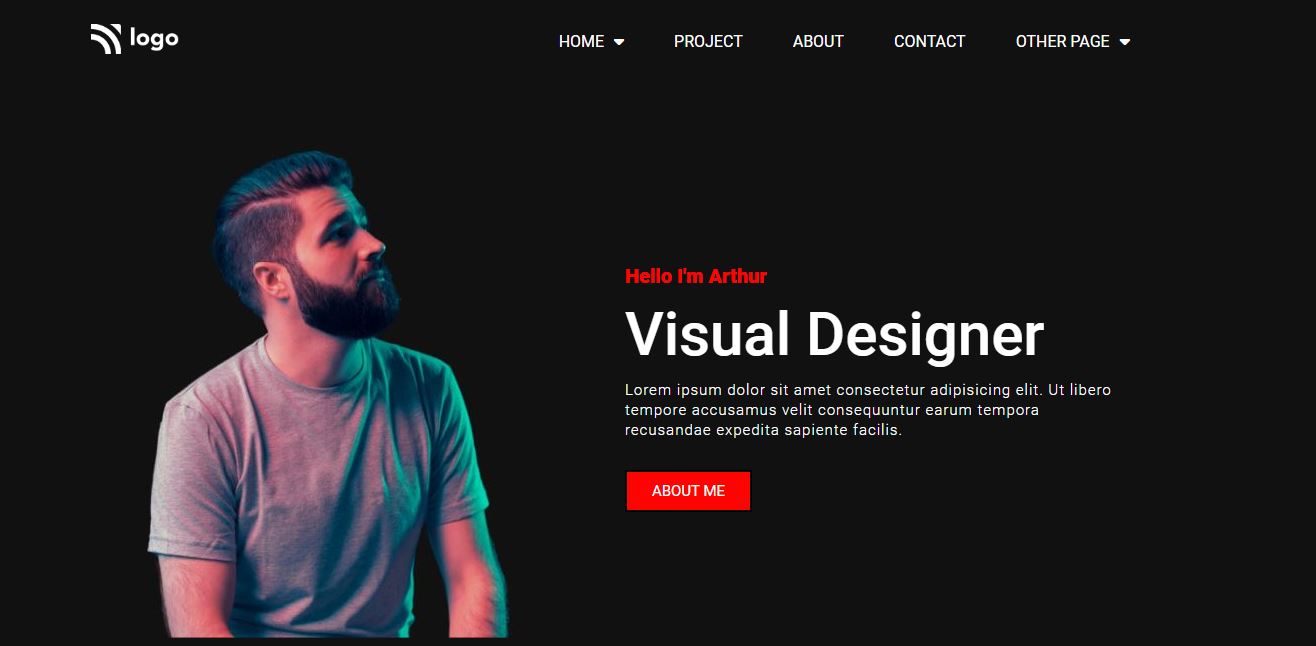 logo
HOME
PROJECT
ABOUT
CONTACT
OTHER PAGE
Hello I'm Arthur
Visual Designer
Lorem ipsum dolor sit amet consectetur adipisicing elit. Ut libero
tempore accusamus velit consequuntur earum tempora
recusandae expedita sapiente facilis.
ABOUT ME